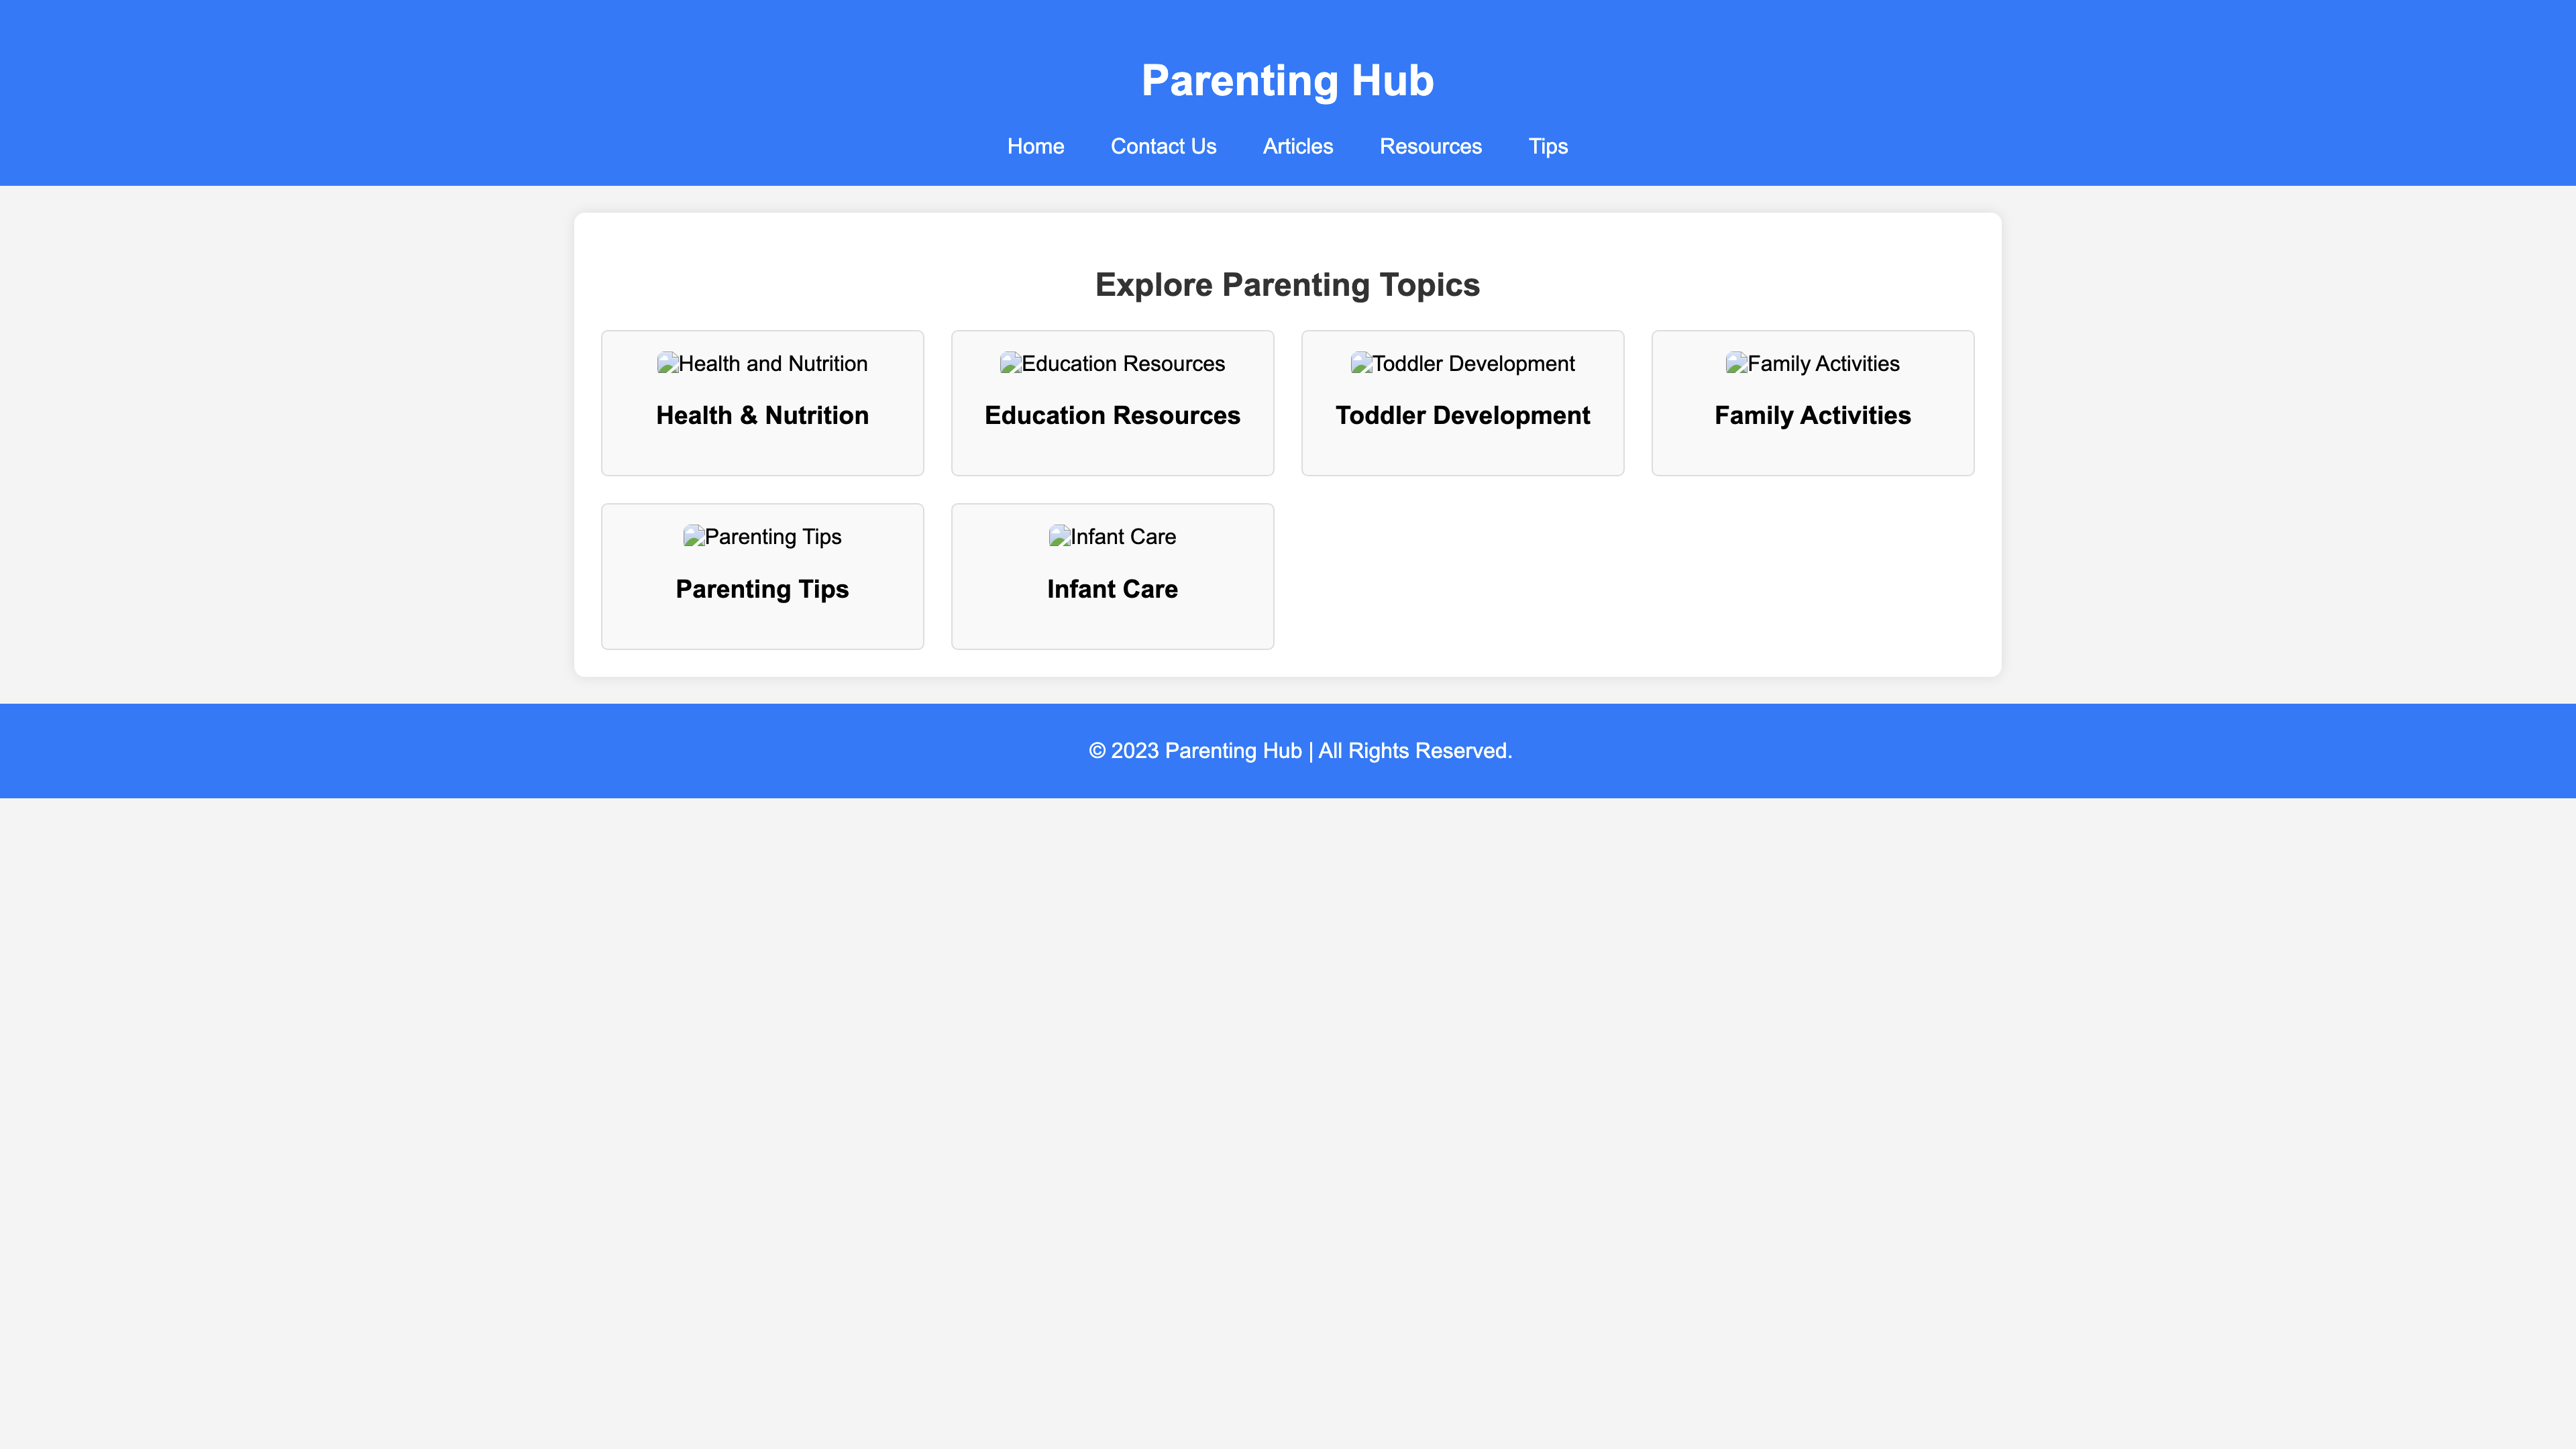 Parenting Hub
Home Contact Us Articles Resources Tips
Explore Parenting Topics
Health and Nutrition
Health & Nutrition
Education Resources
Education Resources
Toddler Development
Toddler Development
Family Activities
Family Activities
Parenting Tips
Parenting Tips
Infant Care
Infant Care
© 2023 Parenting Hub | All Rights Reserved.